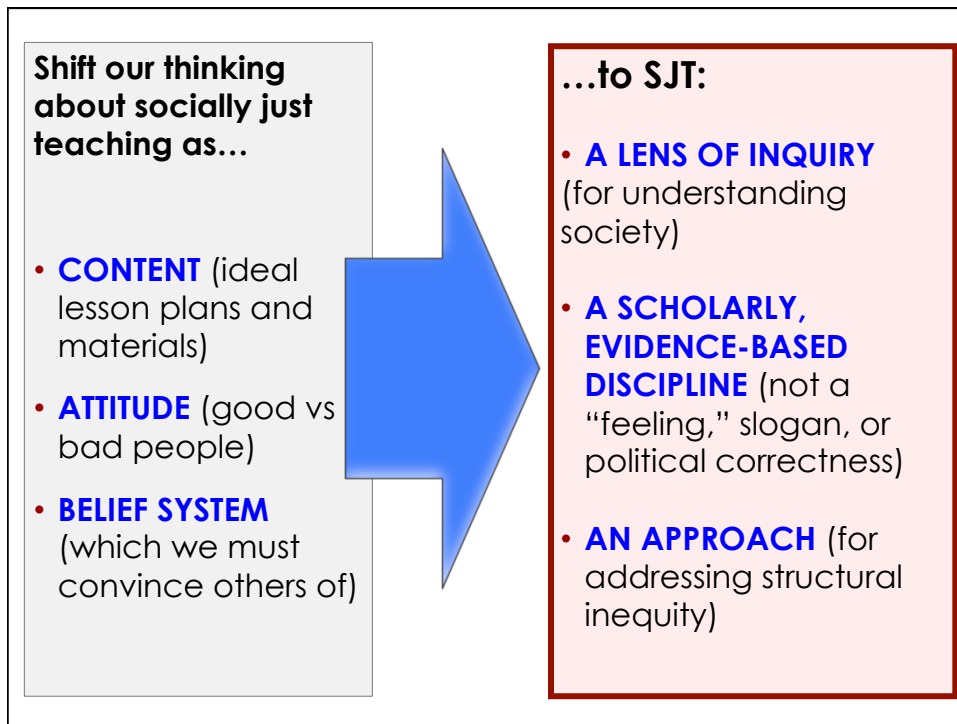 Shift our thinking
about socially just
teaching as…
• CONTENT (ideal
lesson plans and
materials)
• ATTITUDE (good vs
bad people)
• BELIEF SYSTEM
(which we must
convince others of)
…to SJT:
• A LENS OF INQUIRY
(for understanding
society)
• A SCHOLARLY,
EVIDENCE-BASED
DISCIPLINE (not a
“feeling,” slogan, or
political correctness)
• AN APPROACH (for
addressing structural
inequity)